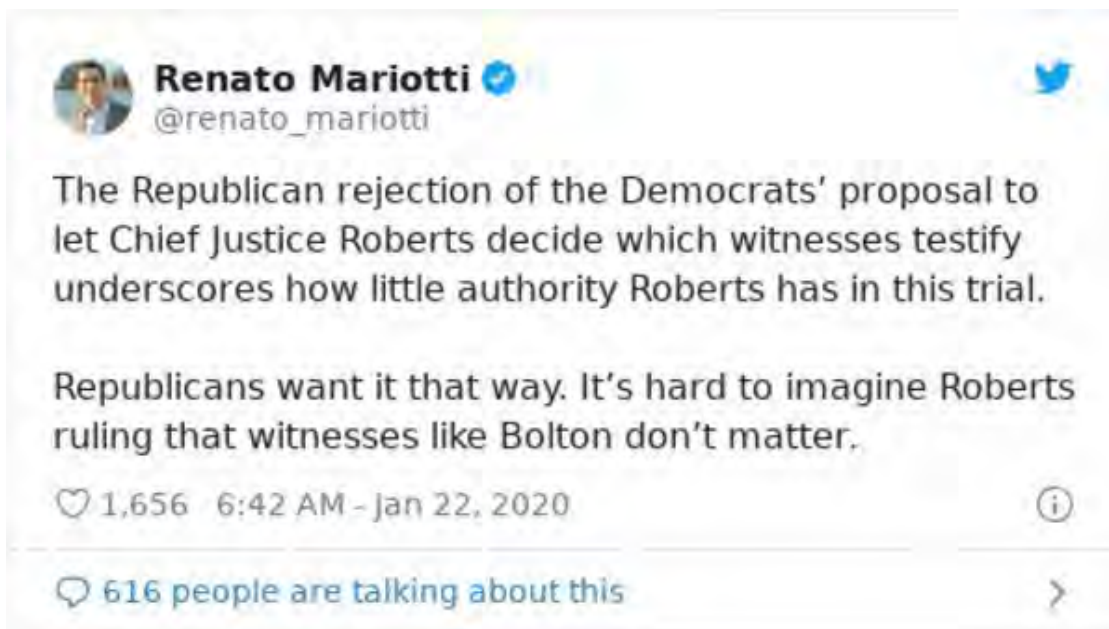 Renato Mariotti
@renato_mariotti
The Republican rejection of the Democrats’ proposal to
let Chief Justice Roberts decide which witnesses testify
underscores how little authority Roberts has in this trial.
Republicans want it that way. It’s hard to imagine Roberts
ruling that witnesses like Bolton don’t matter.
1,656 6:42 AM - Jan 22, 2020
616 people are talking about this